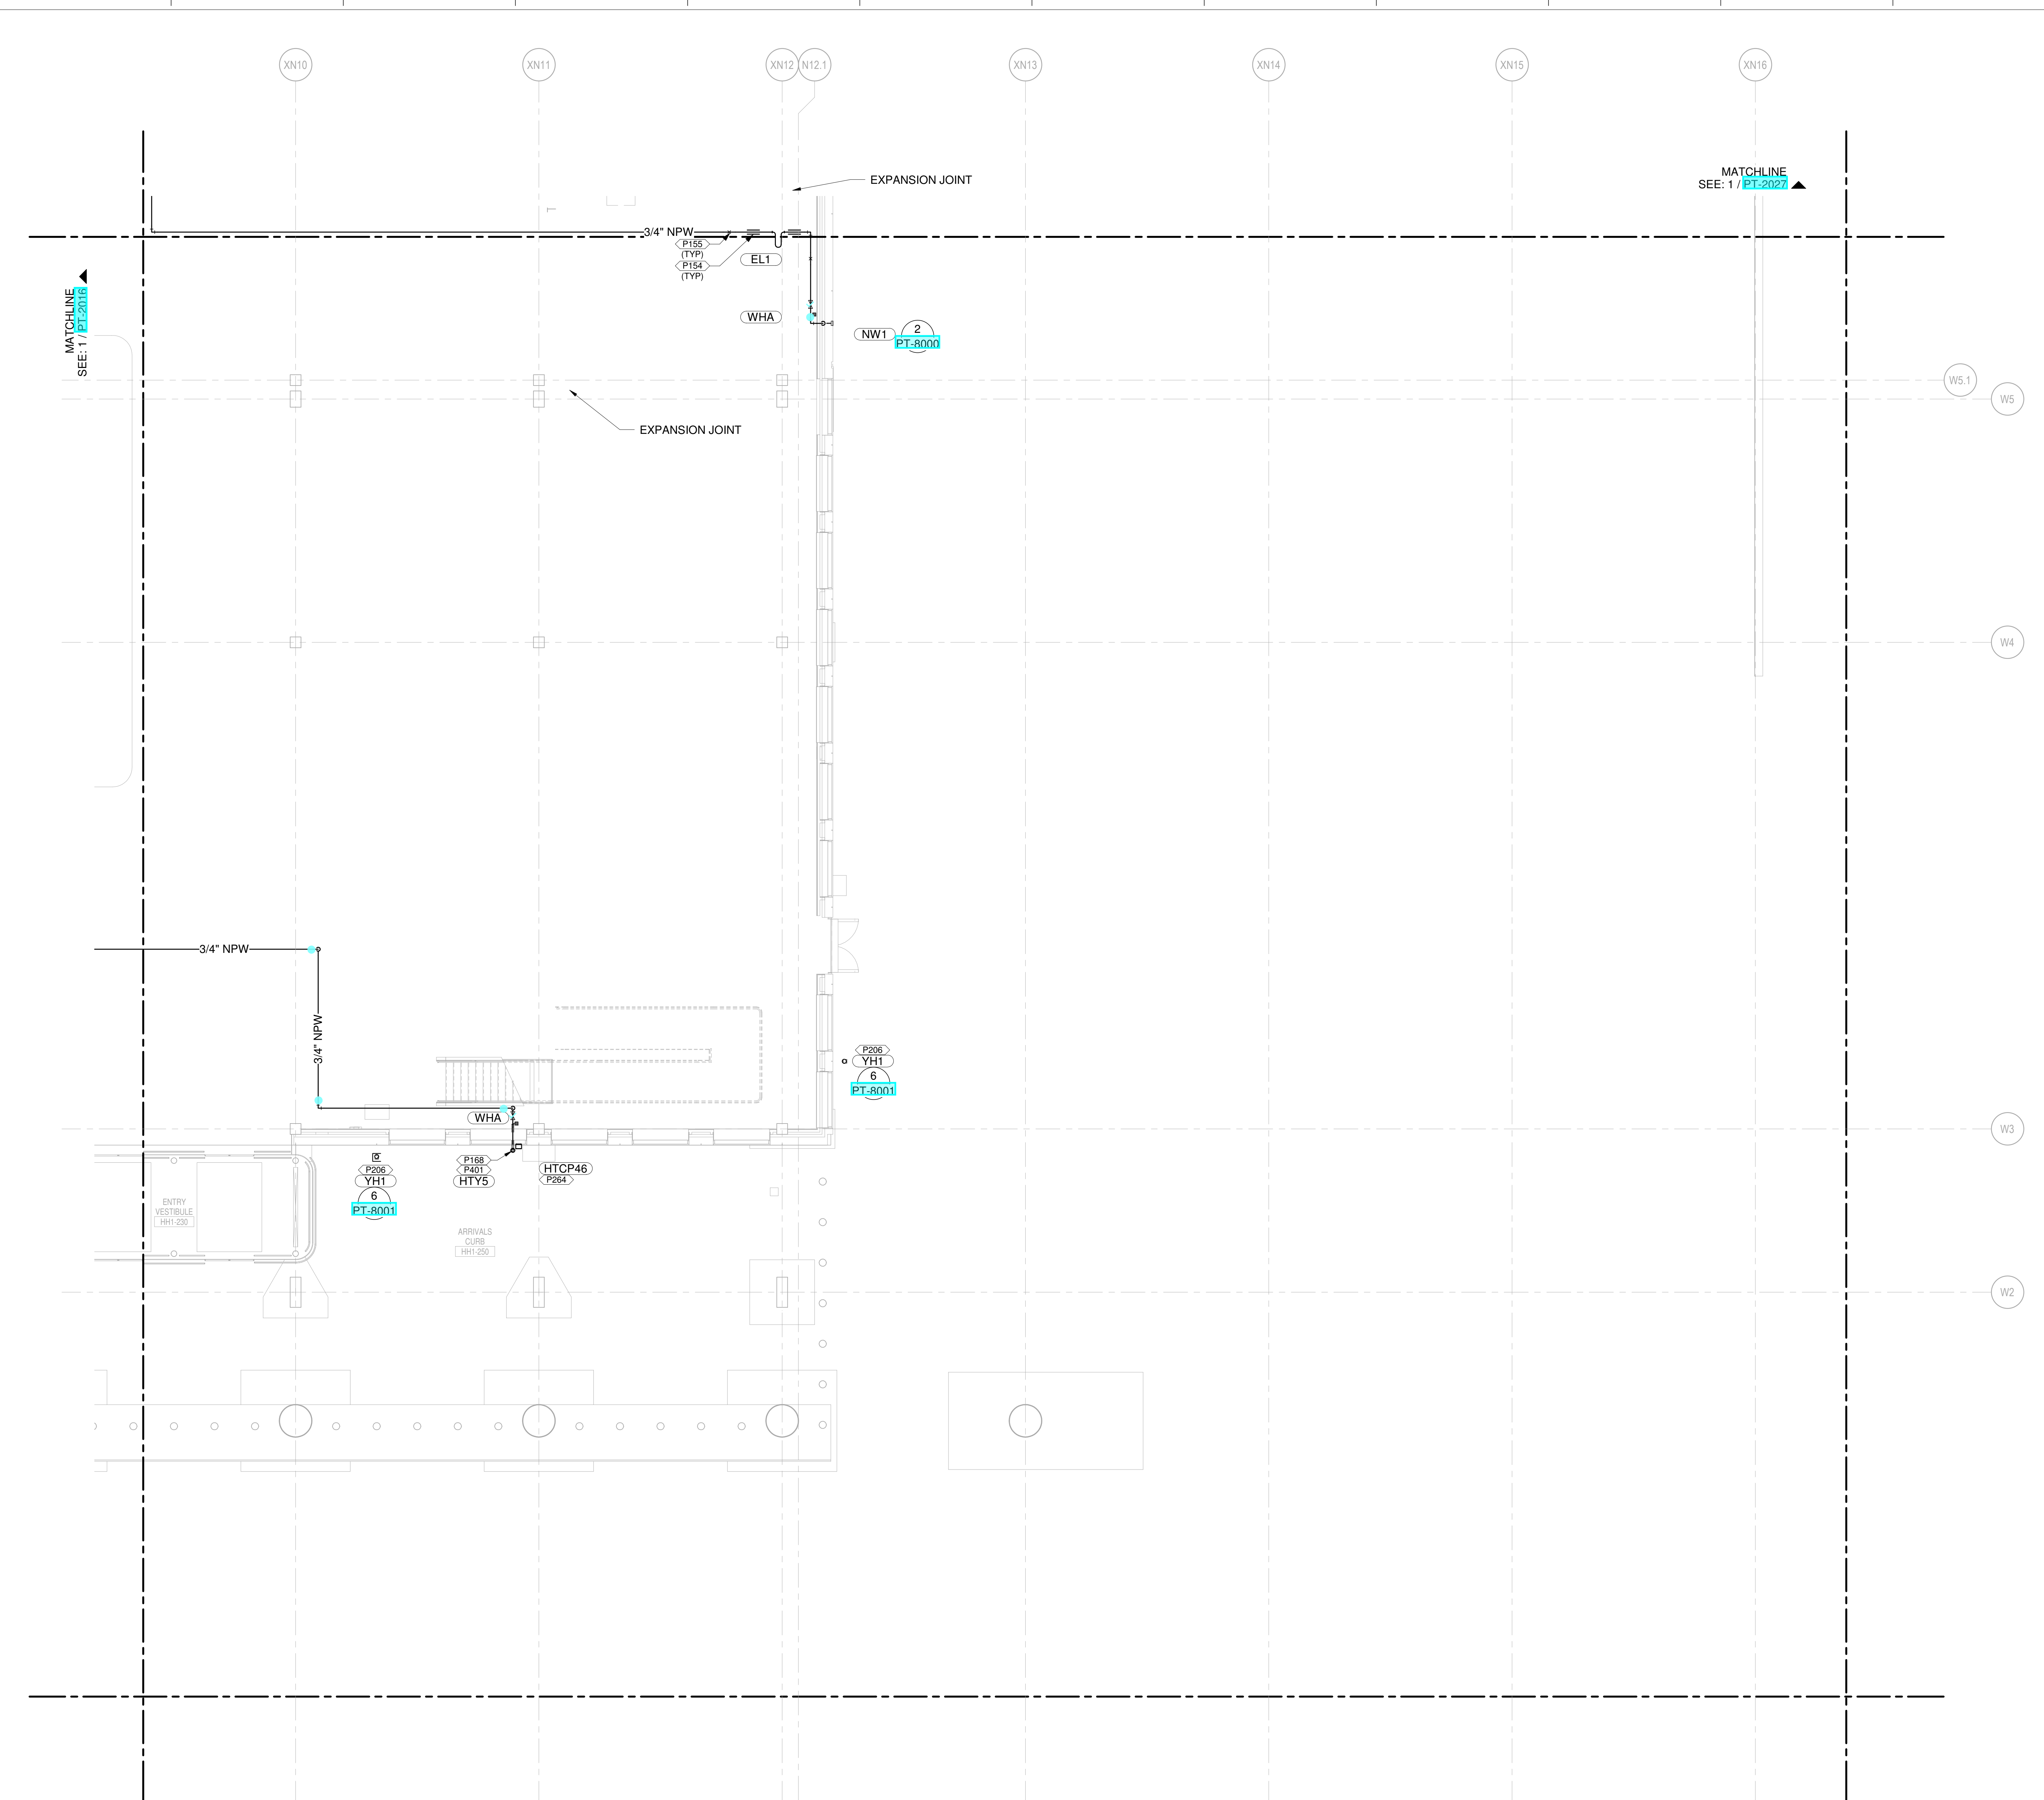 XN10
XN11
XN12
N12.1
XN13
XN14
XN15
XN16
EXPANSION JOINT
MATCHLINE
SEE: 1 / PT-2027
3/4" NPW
P155
(TYP)
P154
(TYP)
EL1
MATCHLINE
SEE: 1 / PT-2016
WHA
NW1
2
PT-8000
W5.1
W5
EXPANSION JOINT
W4
3/4" NPW
3/4" NPW
P206
YH1
6
PT-8001
WHA
W3
P168
P401
HTY5
HTCP46
P264
P206
YH1
6
PT-8001
ENTRY
VESTIBULE
HH1-230
ARRIVALS
CURB
HH1-250
W2